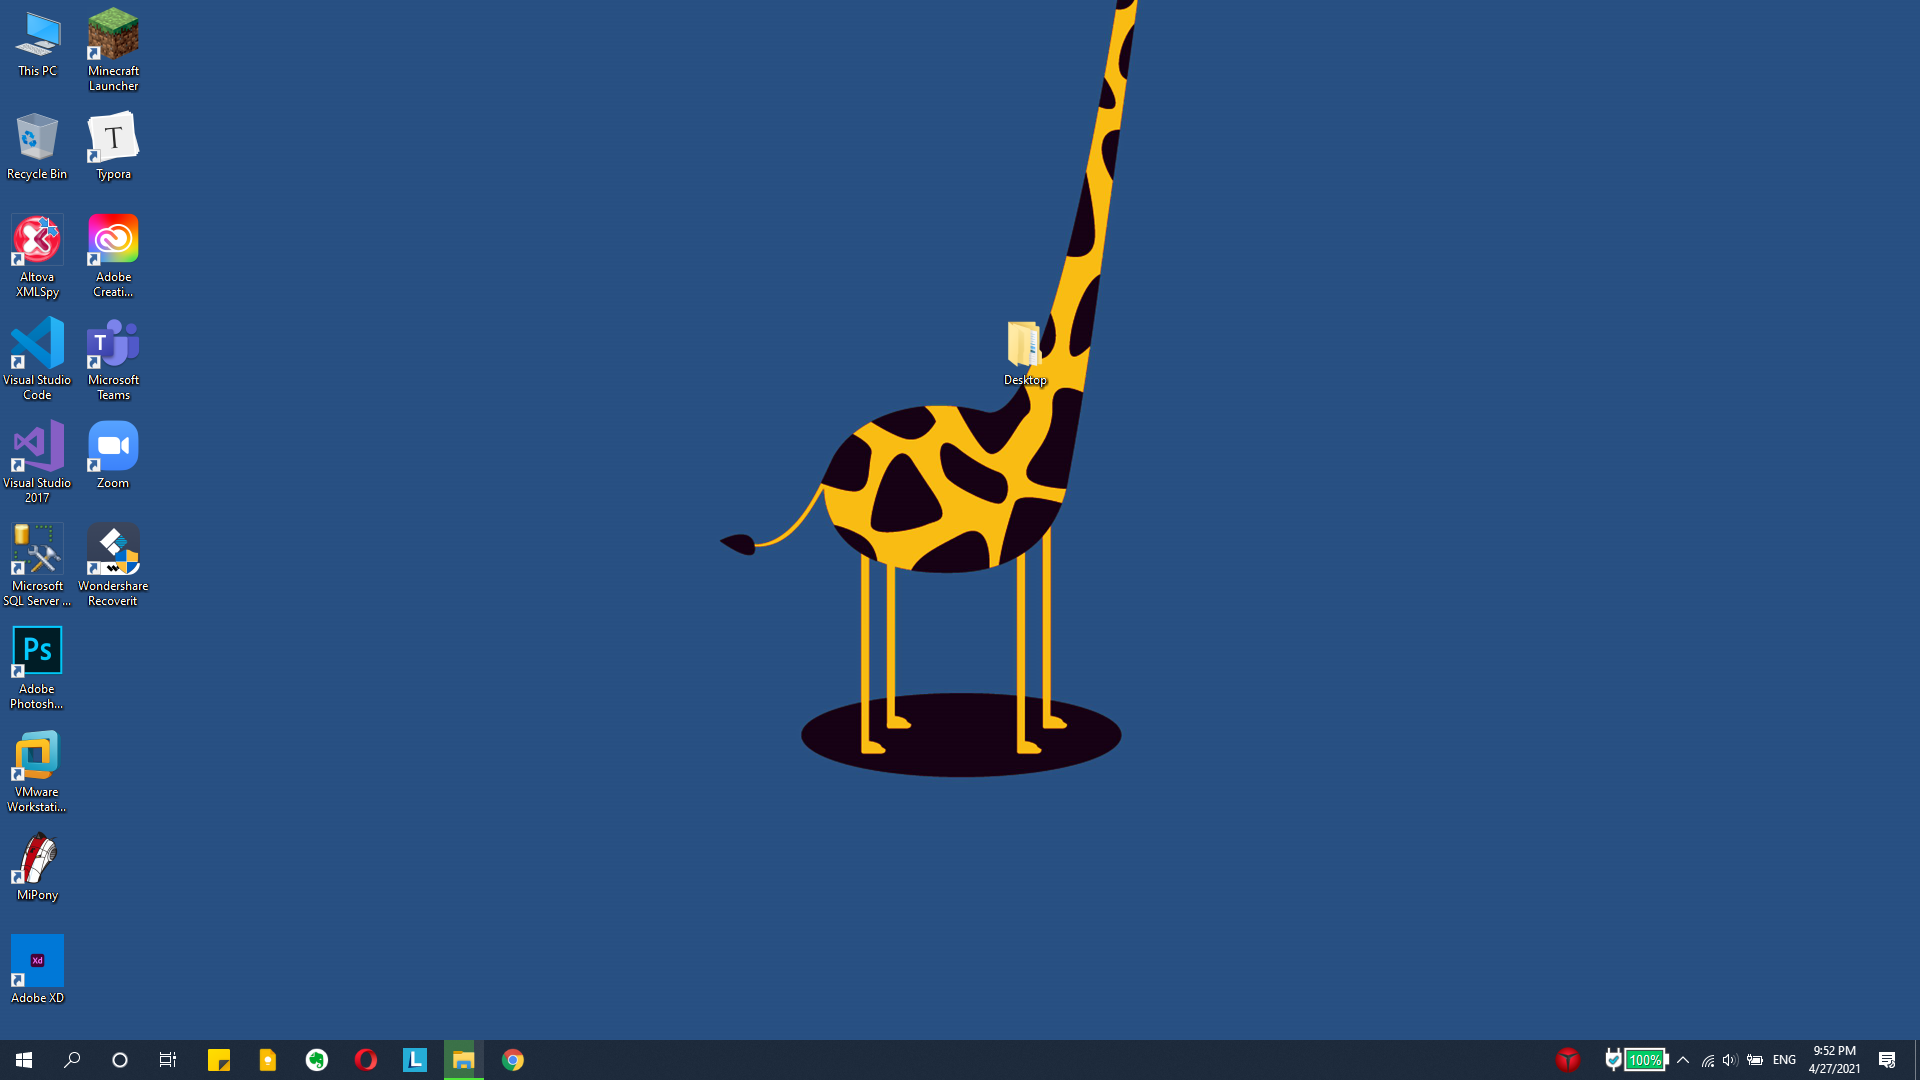 This PC
Minecraft
Launcher
Recycle Bin
T
Typora
Altova
XMLSpy
Adobe
Creati...
Visual Studio
Code
T
Microsoft
Teams
Visual Studio
2017
Zoom
Microsoft
SQL Server ...
Wondershare
Recoverit
Ps
Adobe
Photosh...
VMware
Workstati...
MiPony
Xd
Adobe XD
Desktop
L
100%
ENG
9:52 PM
4/27/2021